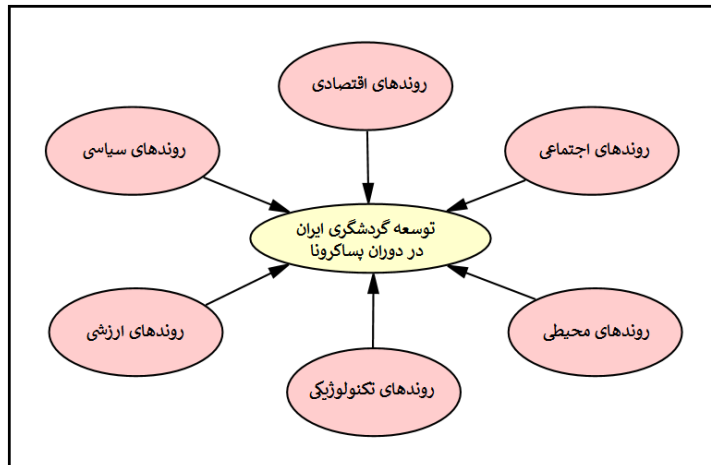 روندهای اقتصادی
روندهای اجتماعی
روندهای سیاسی
توسعه گردشگری ایران
در دوران پساکرونا
روندهای محیطی
روندهای ارزشی
روندهای تکنولوژیکی